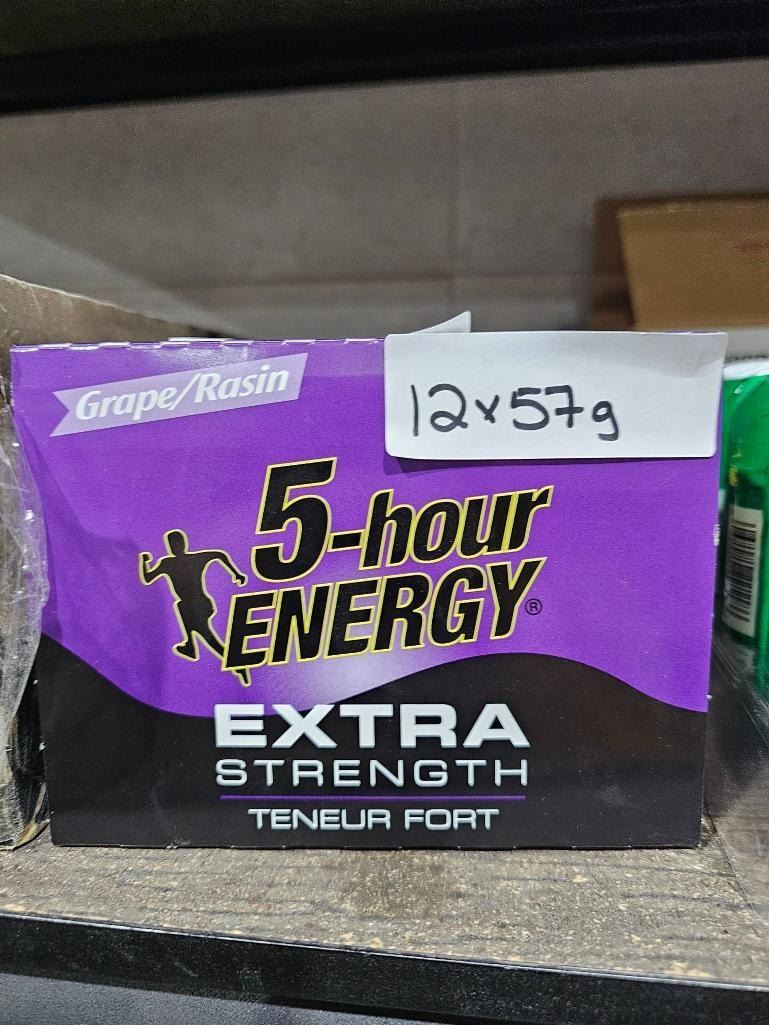 Grape/Rasin
12x57g
5-hour
ENERGY®
EXTRA
STRENGTH
TENEUR FORT